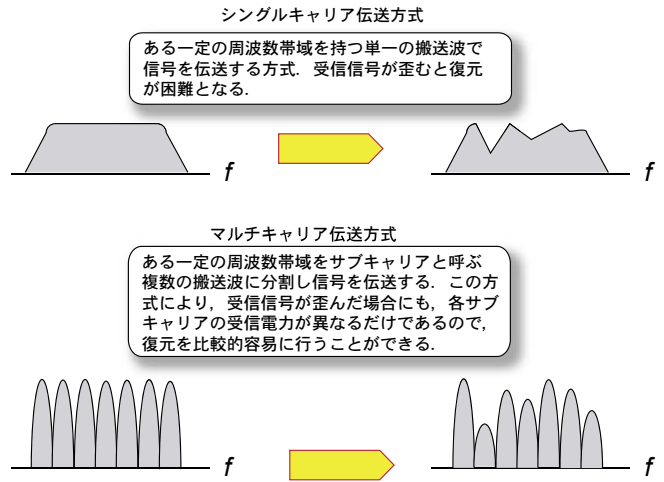 シングルキャリア伝送方式
ある一定の周波数帯域を持つ単一の搬送波で
信号を伝送する方式．受信信号が歪むと復元
が困難となる．
f
f
マルチキャリア伝送方式
ある一定の周波数帯域をサブキャリアと呼ぶ
複数の搬送波に分割し信号を伝送する．この方
式により，受信信号が歪んだ場合にも，各サブ
キャリアの受信電力が異なるだけであるので，
復元を比較的容易に行うことができる．
f
f